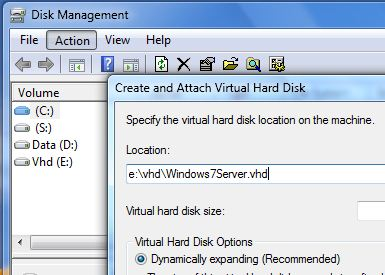 Disk Management
File Action View Help
Volume
(C:)
(S:)
Data (D:)
Vhd (E:)
Create and Attach Virtual Hard Disk
Specify the virtual hard disk location on the machine.
Location:
e:\vhd\Windows7Server.vhd
Virtual hard disk size:
Virtual Hard Disk Options
Dynamically expanding (Recommended)